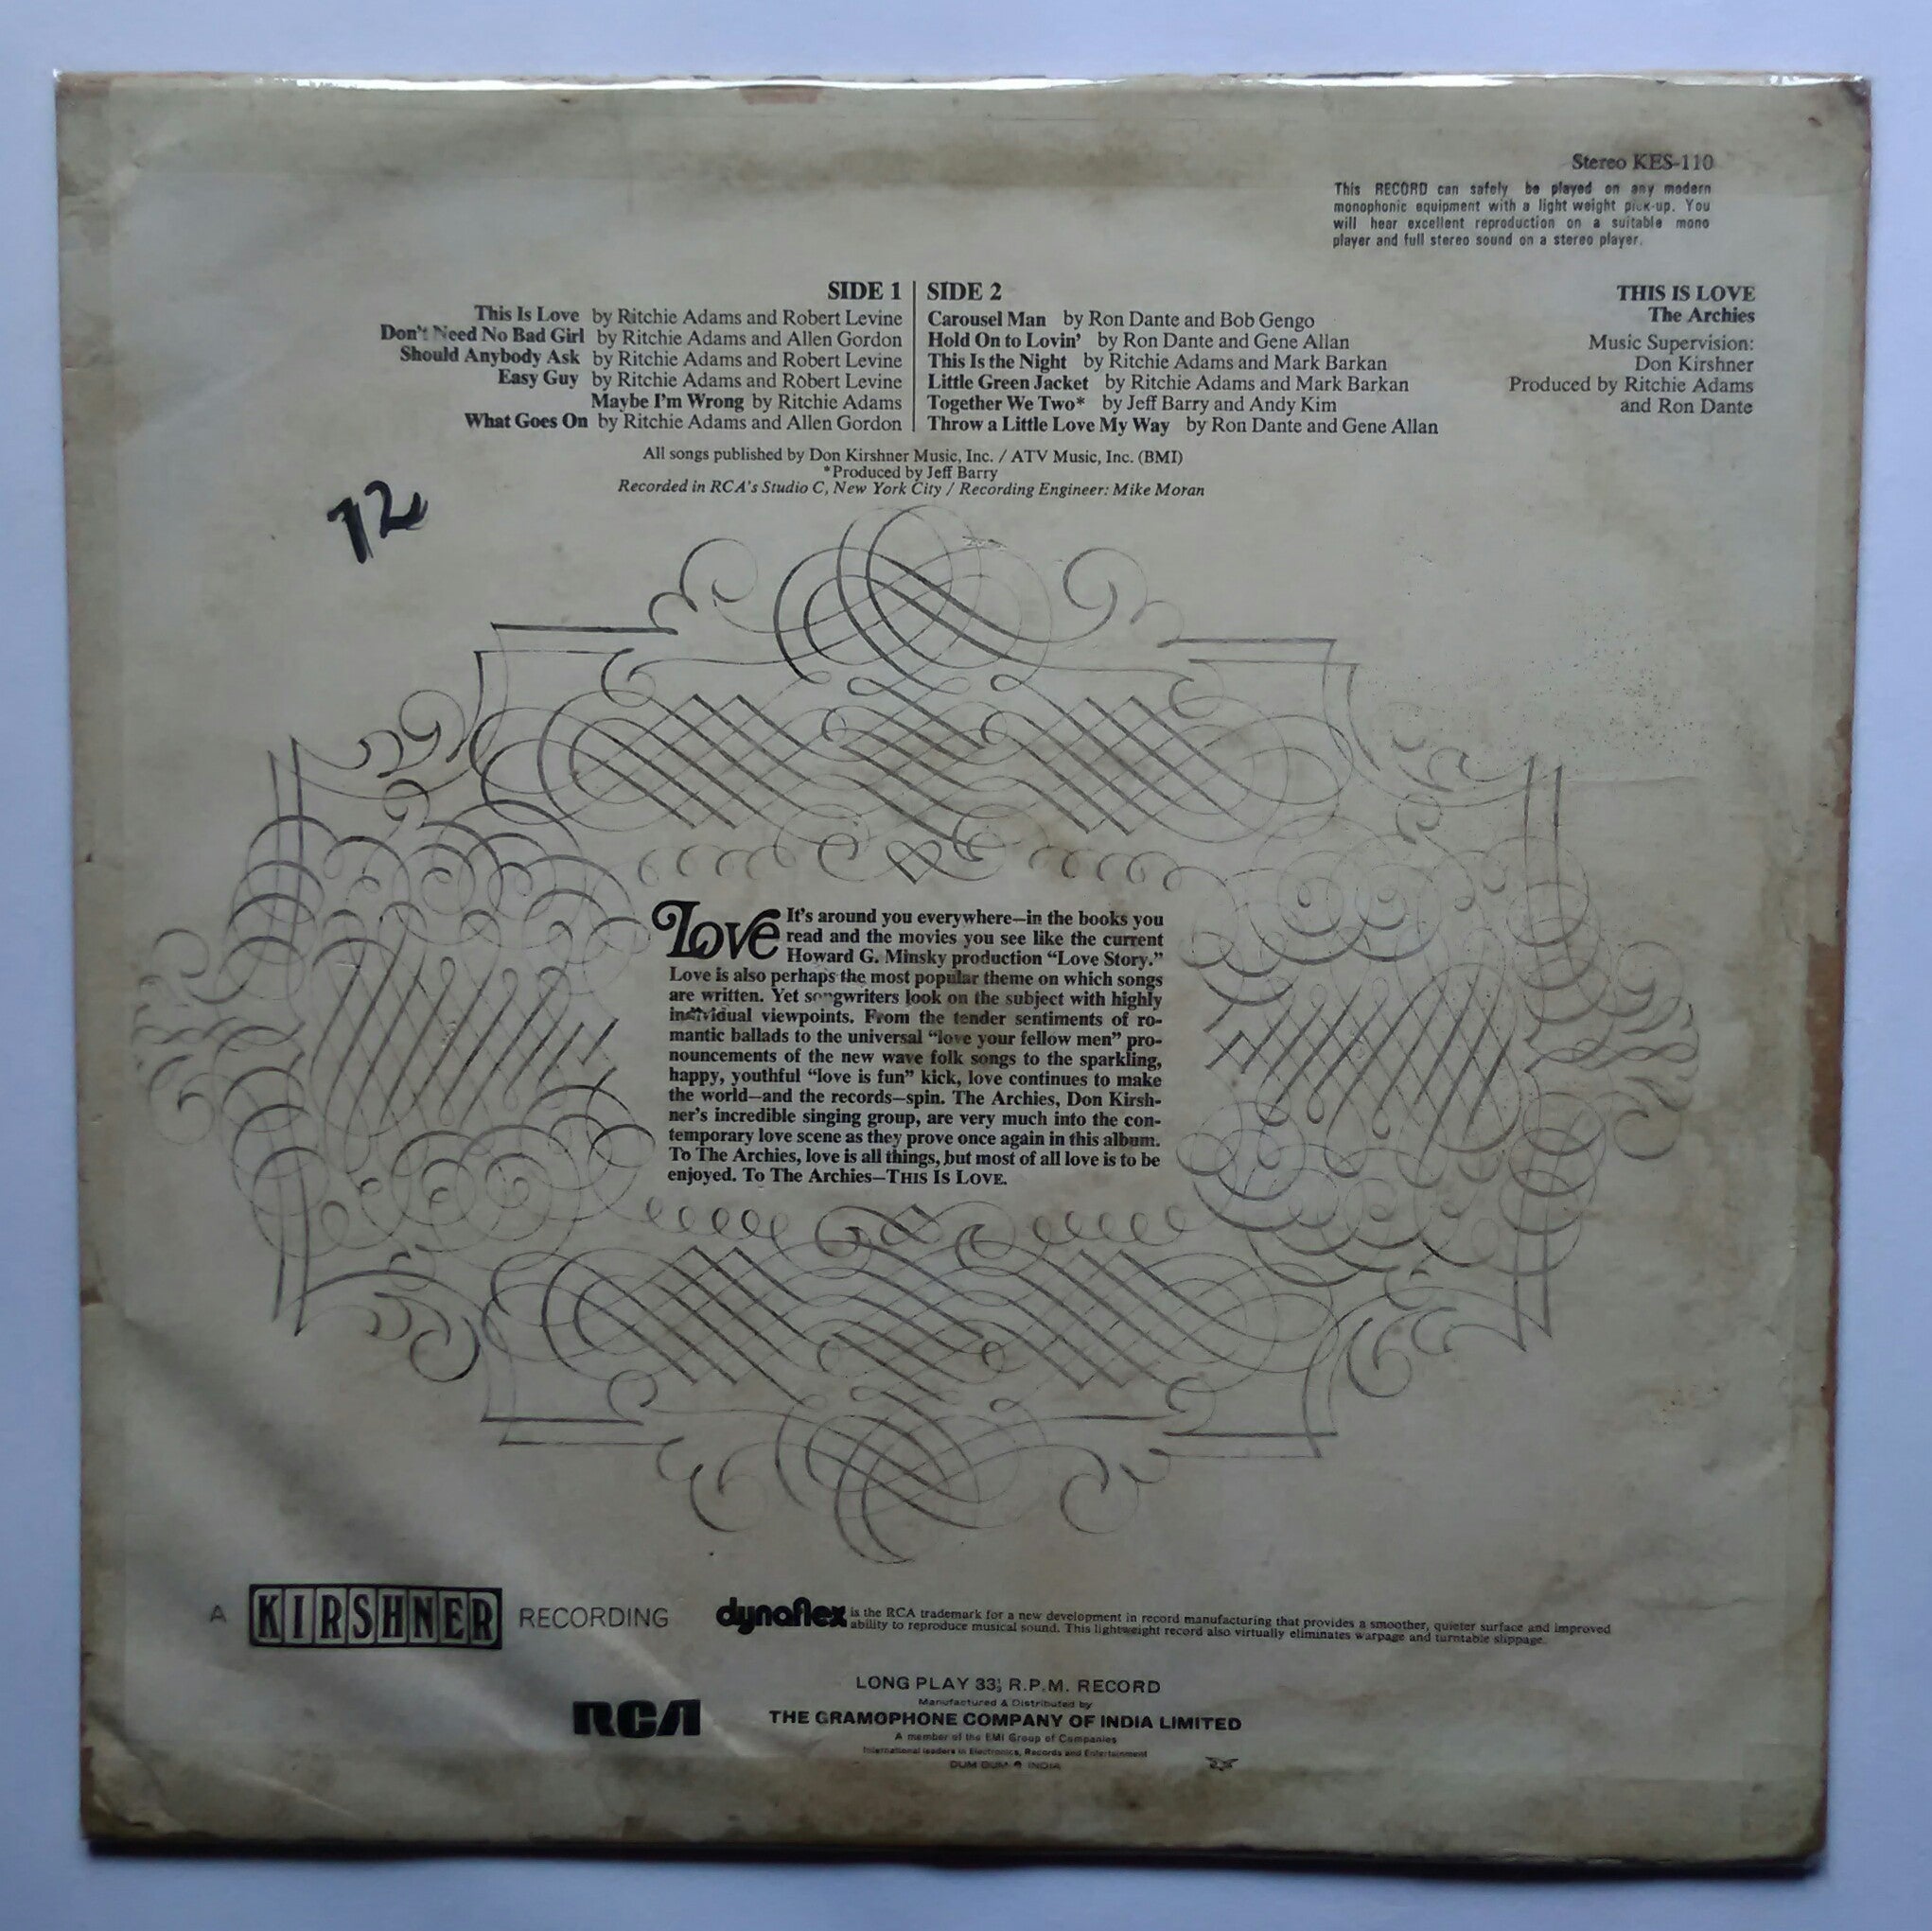 Stereo KES-110
This RECORD can safely be played on any modern
monophonic equipment with a light weight pick-up. You
will hear excellent reproduction on a suitable mono
player and full stereo sound on a stereo player.
SIDE 1
This Is Love by Ritchie Adams and Robert Levine
Don't Need No Bad Girl by Ritchie Adams and Allen Gordon
Should Anybody Ask by Ritchie Adams and Robert Levine
Easy Guy by Ritchie Adams and Robert Levine
Maybe I'm Wrong by Ritchie Adams
What Goes On by Ritchie Adams and Allen Gordon
SIDE 2
Carousel Man by Ron Dante and Bob Gengo
Hold On to Lovin' by Ron Dante and Gene Allan
This Is the Night by Ritchie Adams and Mark Barkan
Little Green Jacket by Ritchie Adams and Mark Barkan
Together We Two* by Jeff Barry and Andy Kim
Throw a Little Love My Way by Ron Dante and Gene Allan
THIS IS LOVE
The Archies
Music Supervision:
Don Kirshner
Produced by Ritchie Adams
and Ron Dante
All songs published by Don Kirshner Music, Inc. / ATV Music, Inc. (BMI)
*Produced by Jeff Barry
Recorded in RCA's Studio C, New York City / Recording Engineer: Mike Moran
72
Love It's around you everywhere—in the books you
read and the movies you see like the current
Howard G. Minsky production "Love Story."
Love is also perhaps the most popular theme on which songs
are written. Yet songwriters look on the subject with highly
individual viewpoints. From the tender sentiments of ro-
mantic ballads to the universal "love your fellow men" pro-
nouncements of the new wave folk songs to the sparkling,
happy, youthful "love is fun" kick, love continues to make
the world—and the records—spin. The Archies, Don Kirsh-
ner's incredible singing group, are very much into the con-
temporary love scene as they prove once again in this album.
To The Archies, love is all things, but most of all love is to be
enjoyed. To The Archies—THIS IS LOVE.
A KIRSHNER RECORDING
dynaflex is the RCA trademark for a new development in record manufacturing that provides a smoother, quieter surface and improved
ability to reproduce musical sound. This lightweight record also virtually eliminates warpage and turntable slippage.
RCA
LONG PLAY 33⅓ R.P.M. RECORD
Manufactured & Distributed by
THE GRAMOPHONE COMPANY OF INDIA LIMITED
A member of the EMI Group of Companies
International leaders in Electronics, Records and Entertainment
DUM DUM INDIA